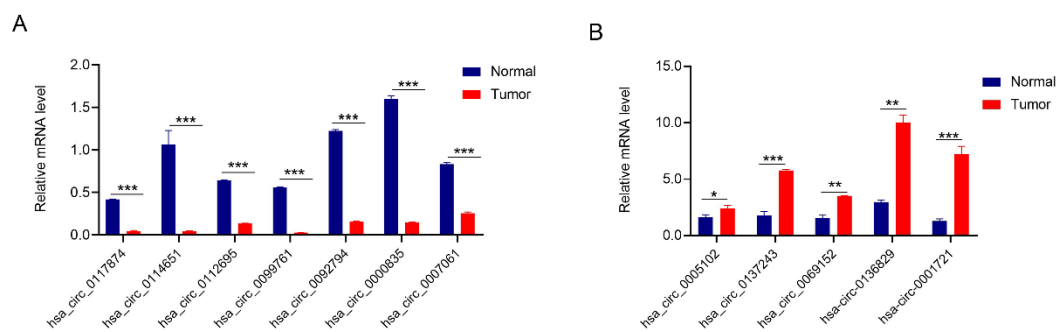 A
Relative mRNA level
2.0
1.5
1.0
0.5
0.0
***
***
***
***
***
***
***
Normal
Tumor
hsa_circ_0117874
hsa_circ_0114651
hsa_circ_0112695
hsa_circ_0099761
hsa_circ_0092794
hsa_circ_0000835
hsa_circ_0007061
B
Relative mRNA level
15.0
10.0
5.0
0.0
*
***
**
**
***
Normal
Tumor
hsa_circ_0005102
hsa_circ_0137243
hsa_circ_0069152
hsa-circ-0136829
hsa-circ-0001721